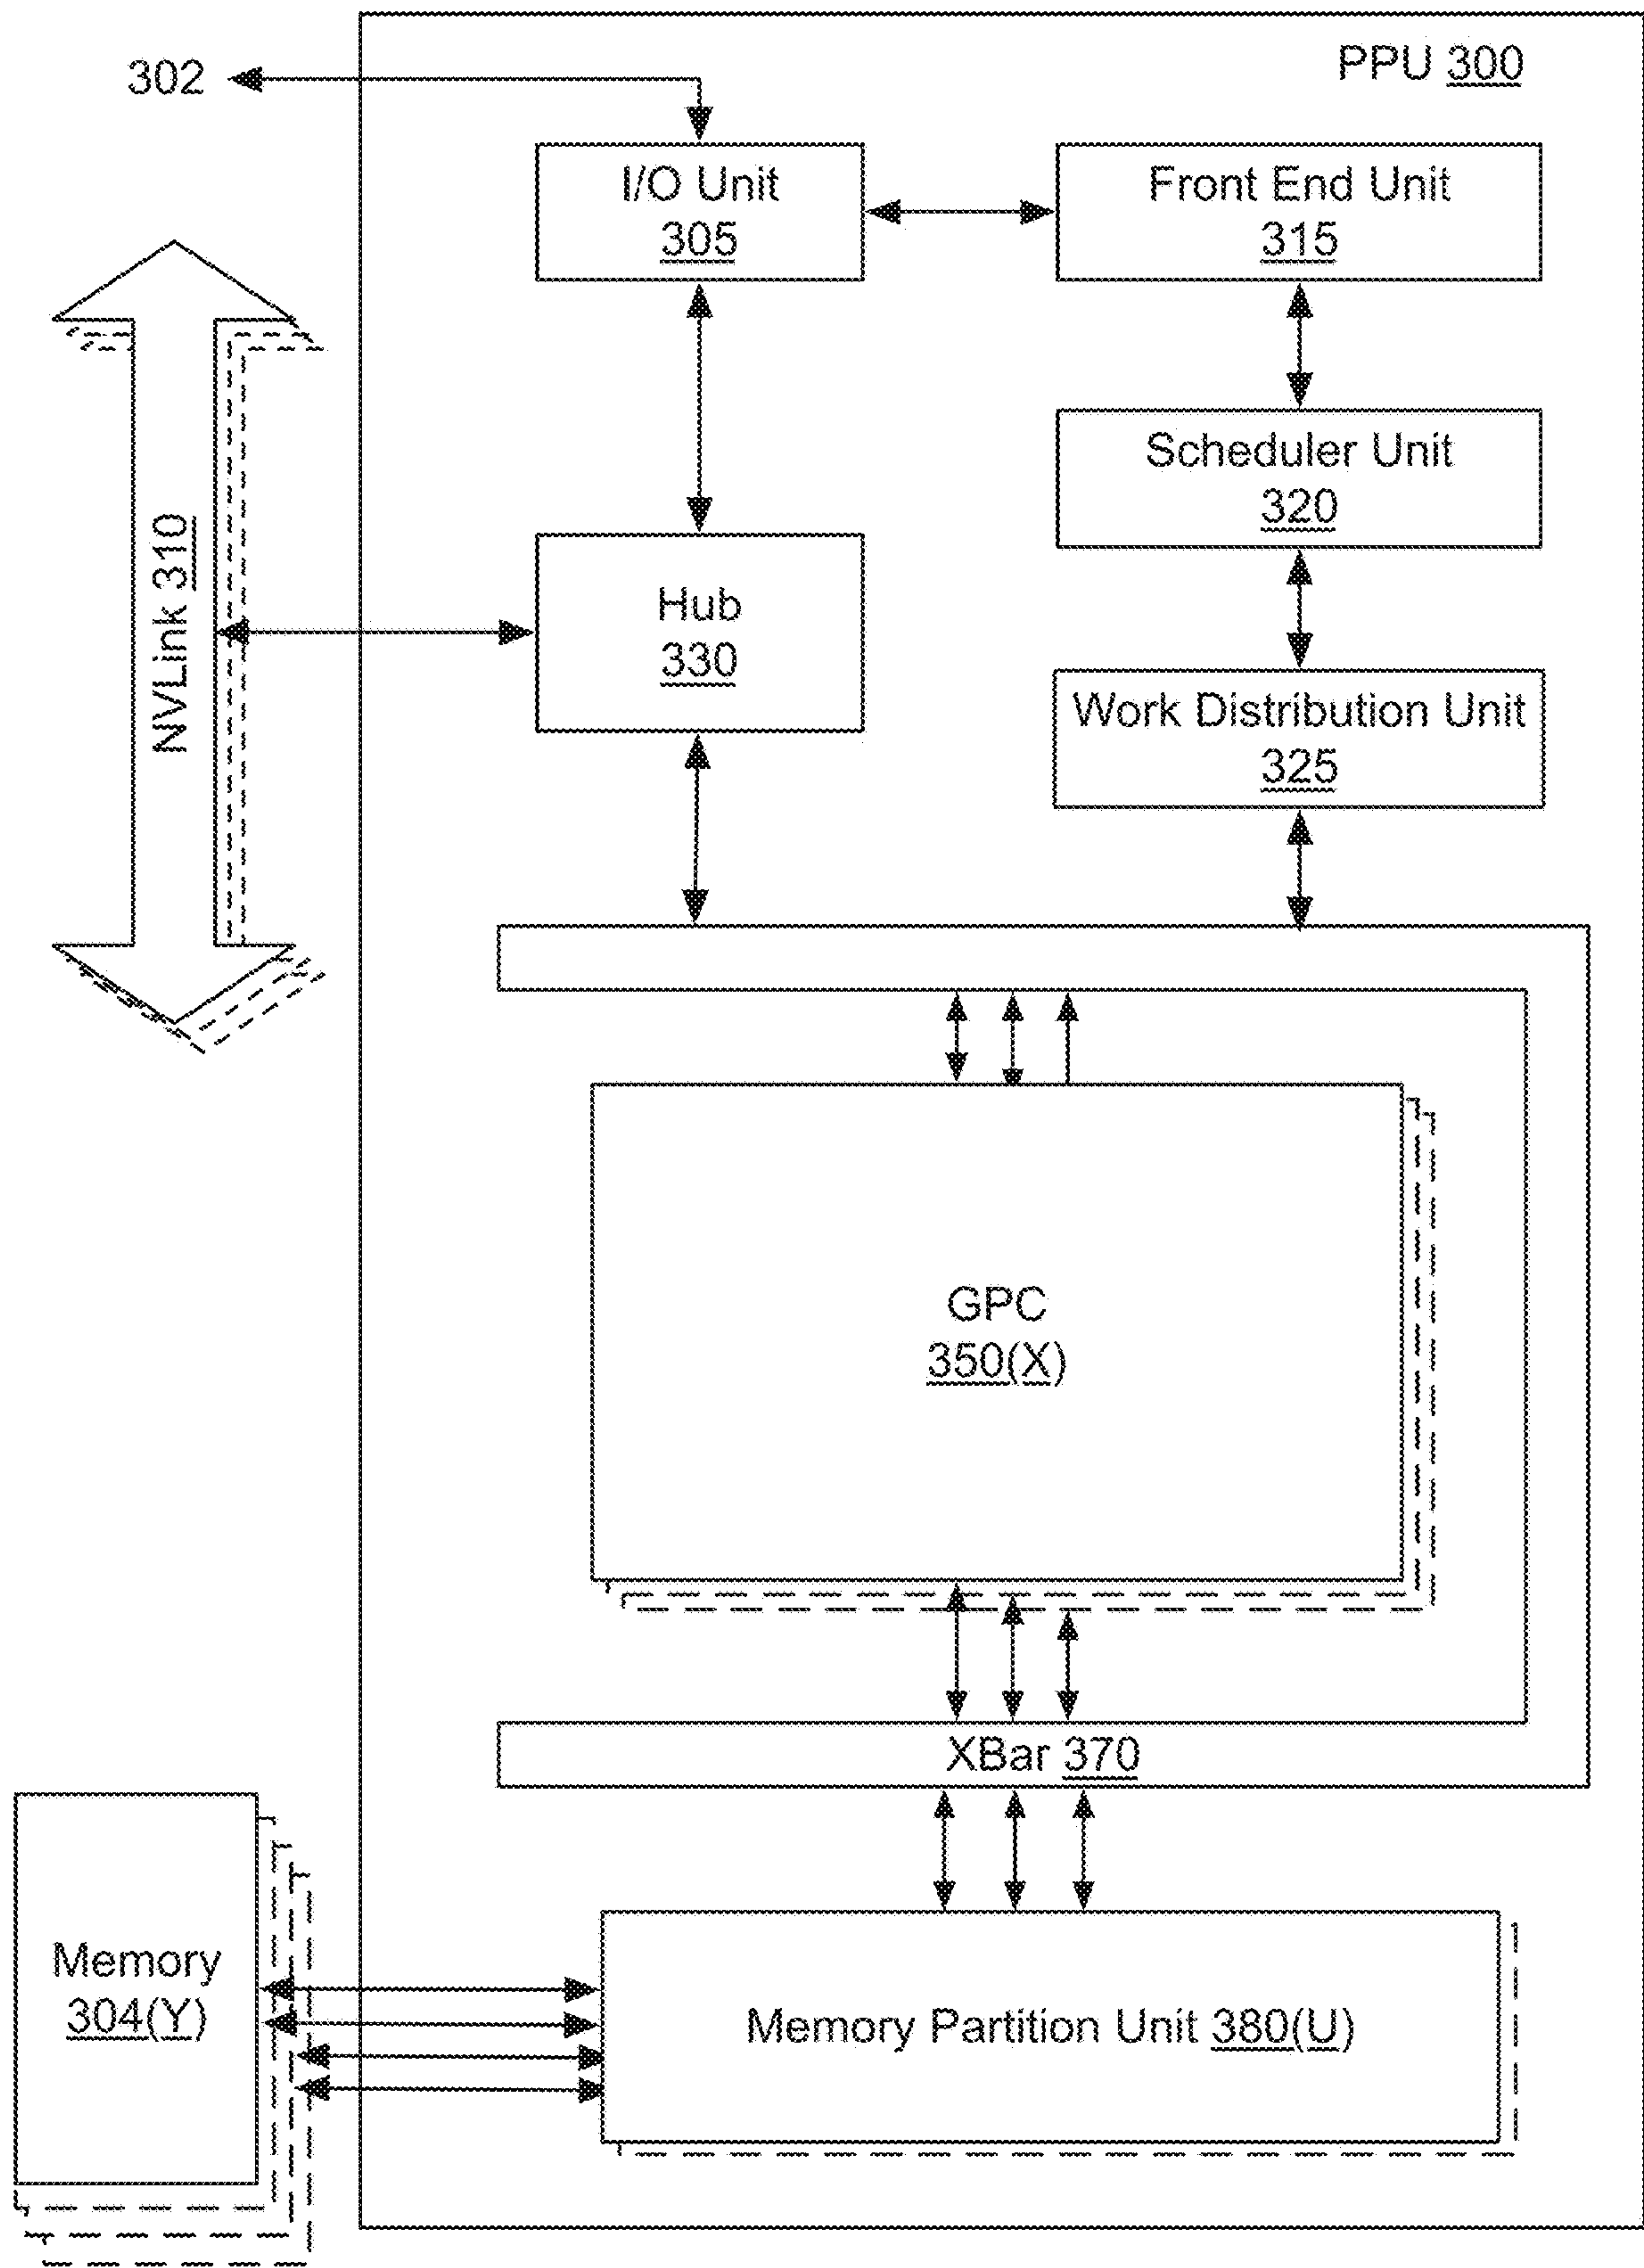 PPU 300
302
I/O Unit
305
Front End Unit
315
Scheduler Unit
320
NVLink 310
Hub
330
Work Distribution Unit
325
GPC
350(X)
XBar 370
Memory
304(Y)
Memory Partition Unit 380(U)